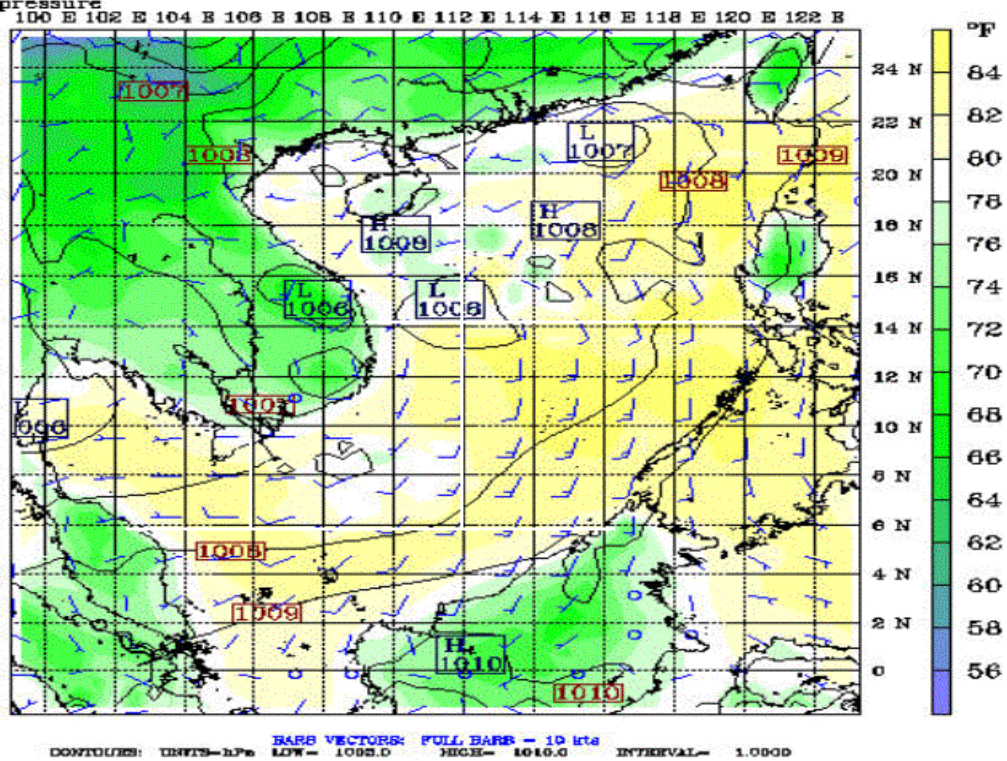 pressure
100 E 102 E 104 E 106 E 108 E 110 E 112 E 114 E 116 E 118 E 120 E 122 E
°F
24 N 84
1007
82
22 N
L
1007
1008 1009 80
20 N
1008
78
H
1008
H
1009
18 N
76
16 N
L
1006
L
1008
74
14 N
72
12 N
70
1007
10 N
68
8 N
66
6 N
64
1008
4 N
62
1009
60
2 N
58
H
1010
0 56
1010
BARB VECTORS: FULL BARB = 10 kts
CONTOURS: UNITS=hPa LOW= HIGH= 1010.0 INTERVAL= 1.0000